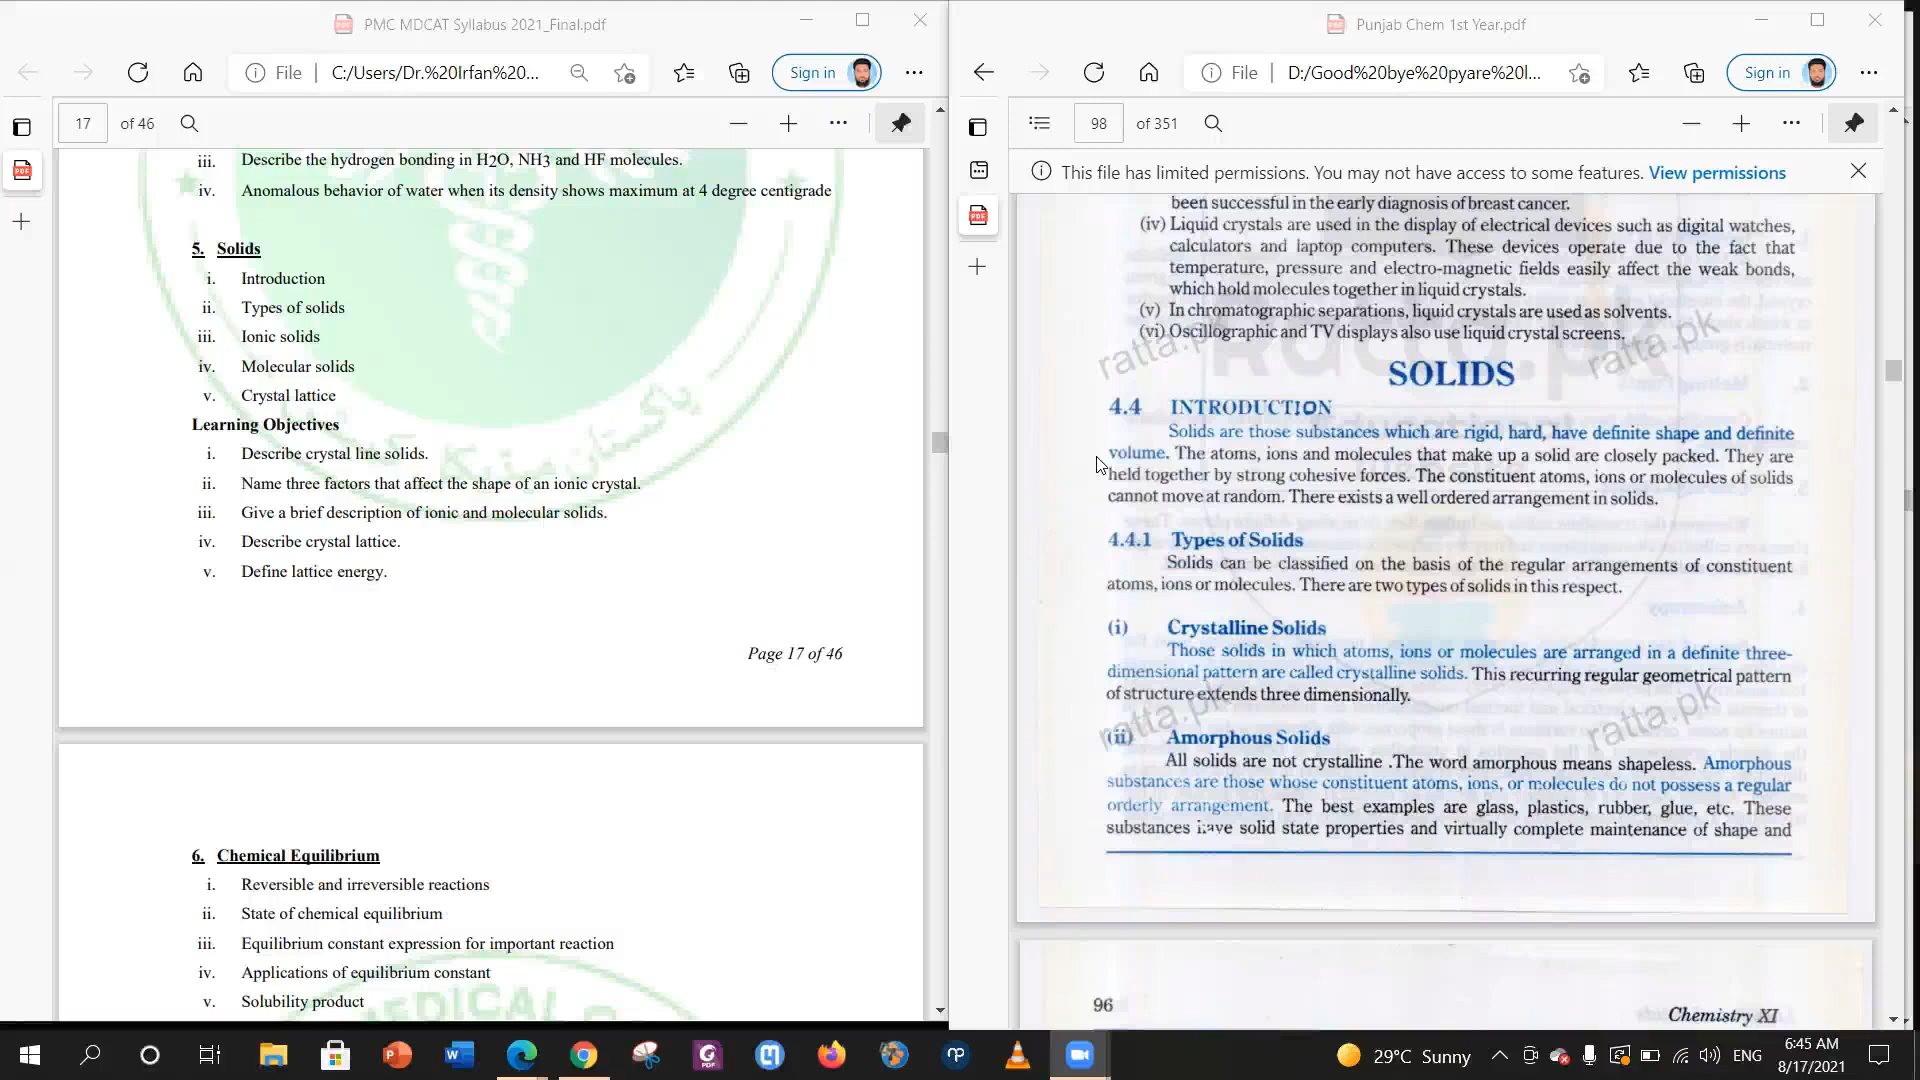 PMC MDCAT Syllabus 2021_Final.pdf
File C:/Users/Dr.%20Irfan%20...
Sign in
17 of 46
iii. Describe the hydrogen bonding in H2O, NH3 and HF molecules.
iv. Anomalous behavior of water when its density shows maximum at 4 degree centigrade
5. Solids
i. Introduction
ii. Types of solids
iii. Ionic solids
iv. Molecular solids
v. Crystal lattice
Learning Objectives
i. Describe crystal line solids.
ii. Name three factors that affect the shape of an ionic crystal.
iii. Give a brief description of ionic and molecular solids.
iv. Describe crystal lattice.
v. Define lattice energy.
Page 17 of 46
6. Chemical Equilibrium
i. Reversible and irreversible reactions
ii. State of chemical equilibrium
iii. Equilibrium constant expression for important reaction
iv. Applications of equilibrium constant
v. Solubility product
Punjab Chem 1st Year.pdf
File D:/Good%20bye%20pyare%20l...
Sign in
98 of 351
This file has limited permissions. You may not have access to some features. View permissions
been successful in the early diagnosis of breast cancer.
(iv) Liquid crystals are used in the display of electrical devices such as digital watches,
calculators and laptop computers. These devices operate due to the fact that
temperature, pressure and electro-magnetic fields easily affect the weak bonds,
which hold molecules together in liquid crystals.
(v) In chromatographic separations, liquid crystals are used as solvents.
(vi) Oscillographic and TV displays also use liquid crystal screens.
ratta.pk
ratta.pk
SOLIDS
4.4 INTRODUCTION
Solids are those substances which are rigid, hard, have definite shape and definite
volume. The atoms, ions and molecules that make up a solid are closely packed. They are
held together by strong cohesive forces. The constituent atoms, ions or molecules of solids
cannot move at random. There exists a well ordered arrangement in solids.
4.4.1 Types of Solids
Solids can be classified on the basis of the regular arrangements of constituent
atoms, ions or molecules. There are two types of solids in this respect.
(i) Crystalline Solids
Those solids in which atoms, ions or molecules are arranged in a definite three-
dimensional pattern are called crystalline solids. This recurring regular geometrical pattern
of structure extends three dimensionally.
ratta.pk
ratta.pk
(ii) Amorphous Solids
All solids are not crystalline .The word amorphous means shapeless. Amorphous
substances are those whose constituent atoms, ions, or molecules do not possess a regular
orderly arrangement. The best examples are glass, plastics, rubber, glue, etc. These
substances have solid state properties and virtually complete maintenance of shape and
96
Chemistry XI
29°C Sunny
ENG
6:45 AM
8/17/2021